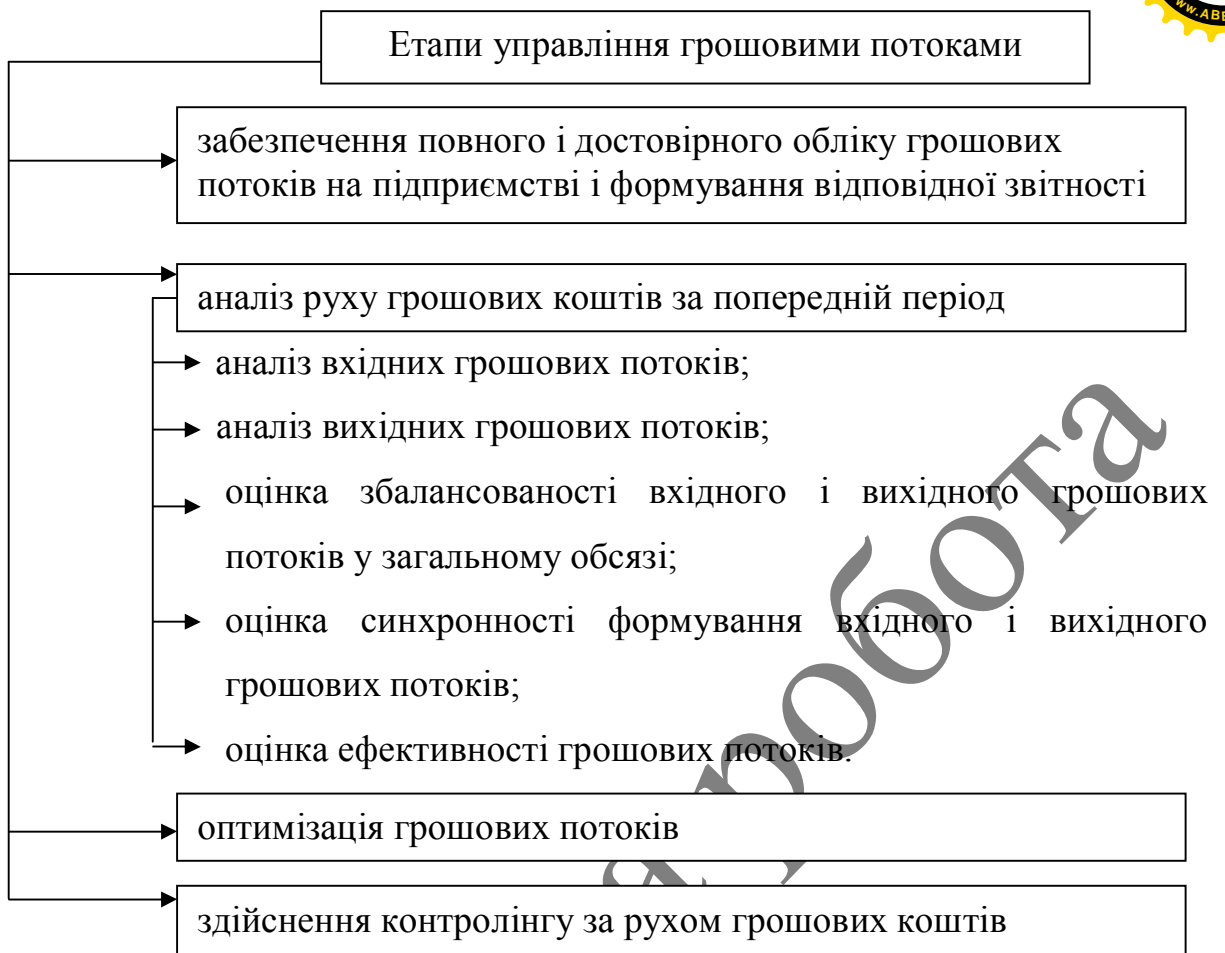 WW.ABB
Етапи управління грошовими потоками
забезпечення повного і достовірного обліку грошових
потоків на підприємстві і формування відповідної звітності
аналіз руху грошових коштів за попередній період
аналіз вхідних грошових потоків;
аналіз вихідних грошових потоків;
оцінка збалансованості вхідного і вихідного грошових
потоків у загальному обсязі;
оцінка синхронності формування вхідного і вихідного
грошових потоків;
оцінка ефективності грошових потоків.
оптимізація грошових потоків
здійснення контролінгу за рухом грошових коштів
а робота